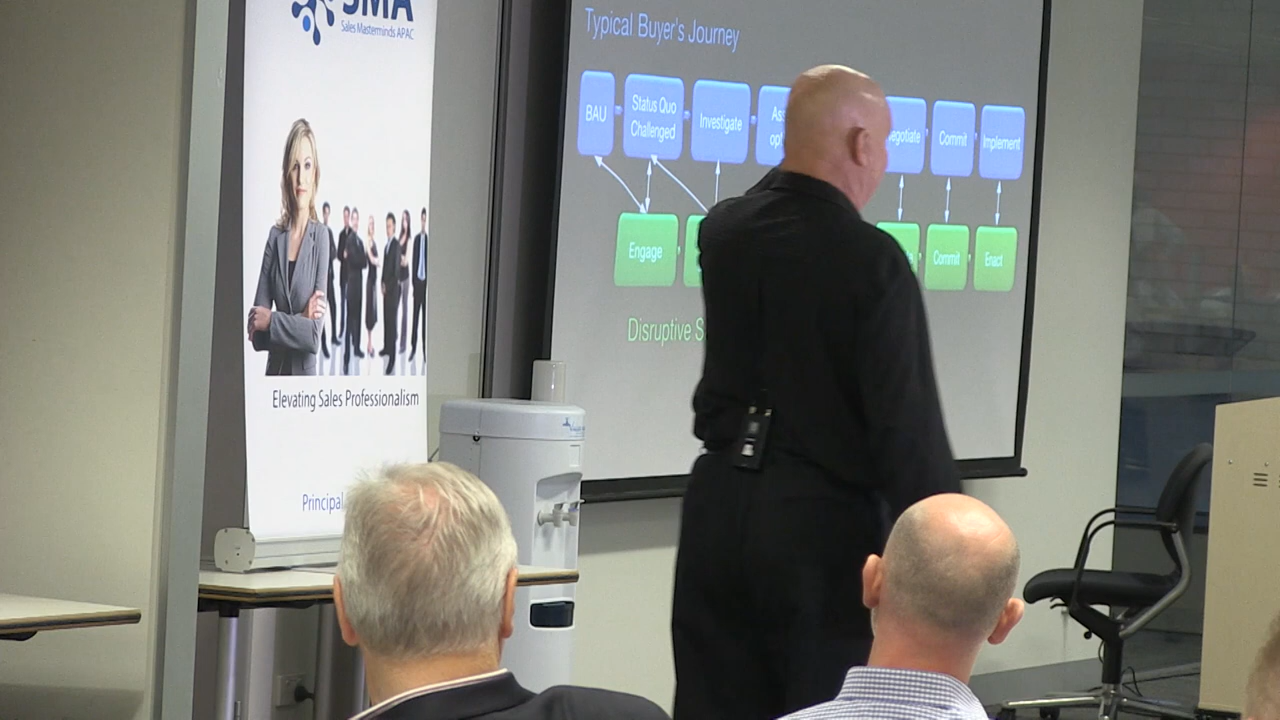 SMA
Sales Masterminds APAC
Elevating Sales Professionalism
Principal
Typical Buyer's Journey
BAU
Status Quo
Challenged
Investigate
Commit
Implement
Engage
Commit
Enact
Disruptive S